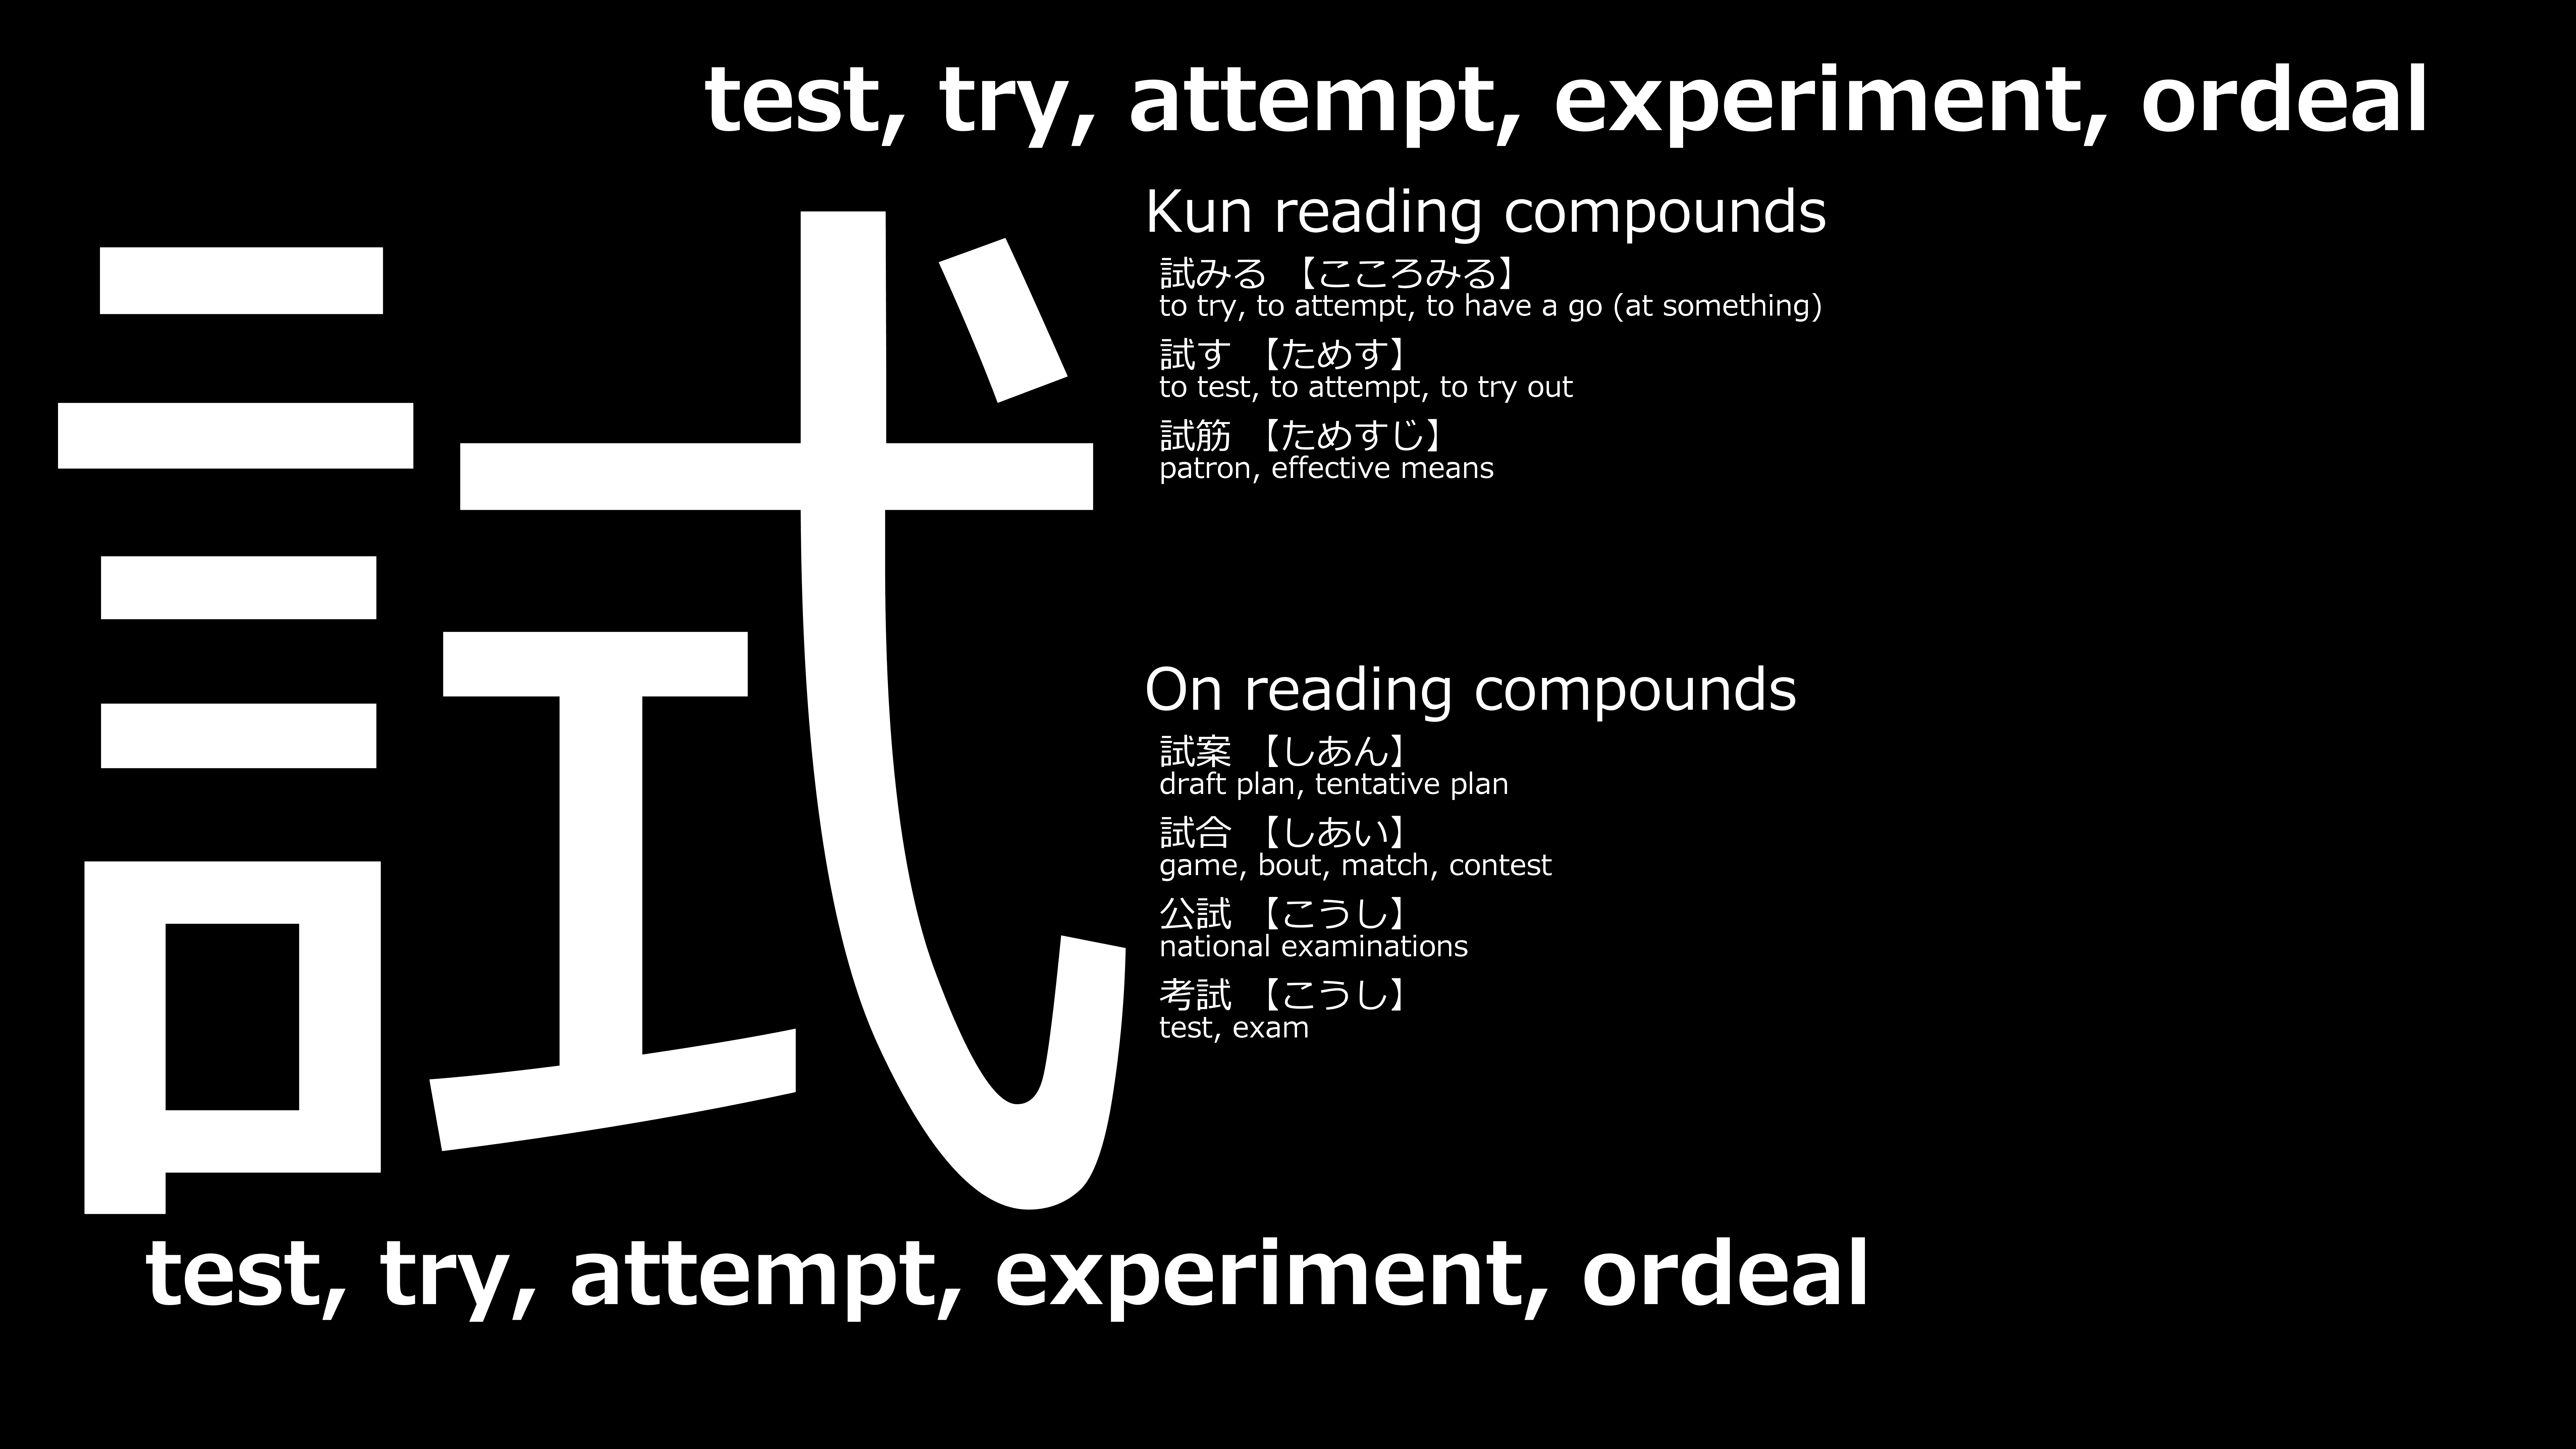 test, try, attempt, experiment, ordeal
試
Kun reading compounds
試みる 【こころみる】
to try, to attempt, to have a go (at something)
試す 【ためす】
to test, to attempt, to try out
試筋 【ためすじ】
patron, effective means
On reading compounds
試案 【しあん】
draft plan, tentative plan
試合 【しあい】
game, bout, match, contest
公試 【こうし】
national examinations
考試 【こうし】
test, exam
test, try, attempt, experiment, ordeal